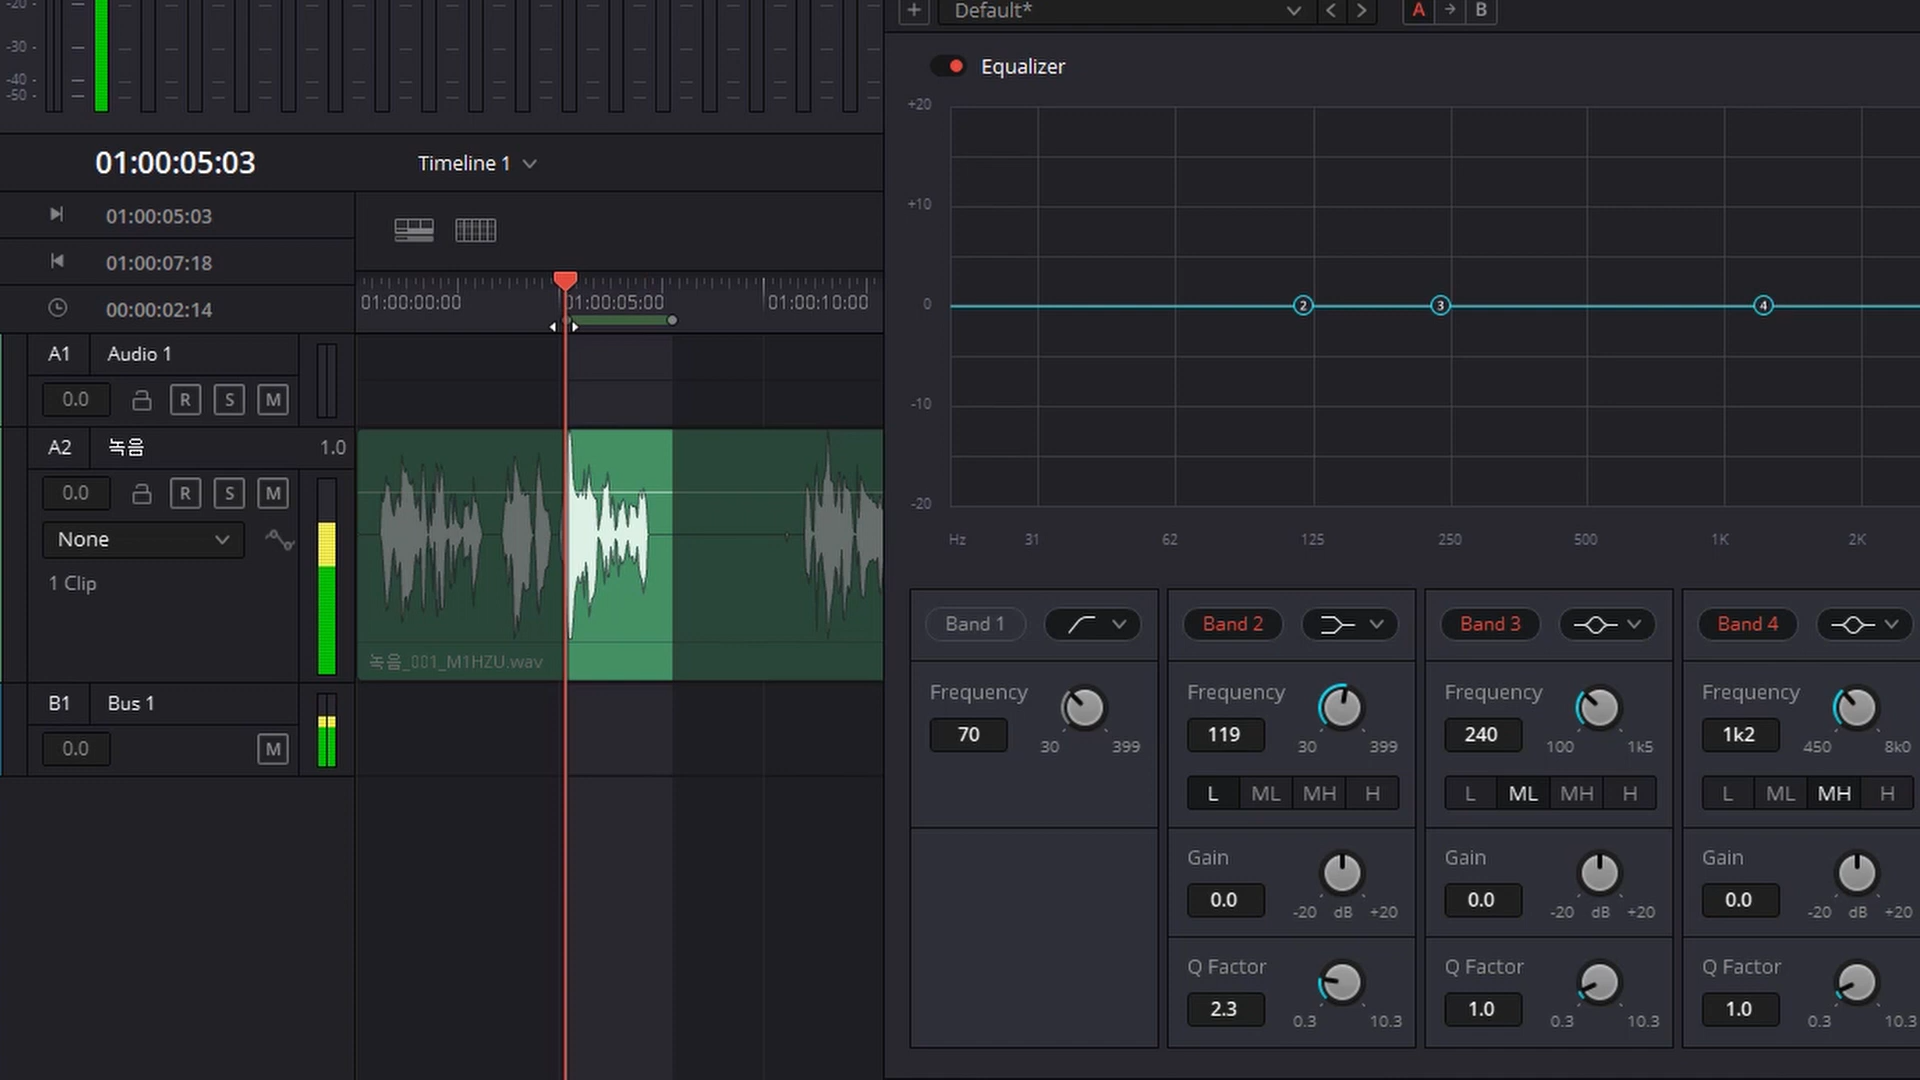 -20
-30
-40
-50
01:00:05:03
Timeline 1
01:00:05:03
01:00:07:18
00:00:02:14
01:00:00:00
01:00:05:00
01:00:10:00
A1 Audio 1
0.0 R S M
A2 녹음 1.0
0.0 R S M
None
1 Clip
녹음_001_M1HZU.wav
B1 Bus 1
0.0 M
Default*
A B
Equalizer
+20
+10
0
-10
-20
2 3 4
Hz 31 62 125 250 500 1K 2K
Band 1
Frequency
70
30 399
Band 2
Frequency
119
30 399
L ML MH H
Gain
0.0
-20 dB +20
Q Factor
2.3
0.3 10.3
Band 3
Frequency
240
100 1k5
L ML MH H
Gain
0.0
-20 dB +20
Q Factor
1.0
0.3 10.3
Band 4
Frequency
1k2
450 8k0
L ML MH H
Gain
0.0
-20 dB +20
Q Factor
1.0
0.3 10.3